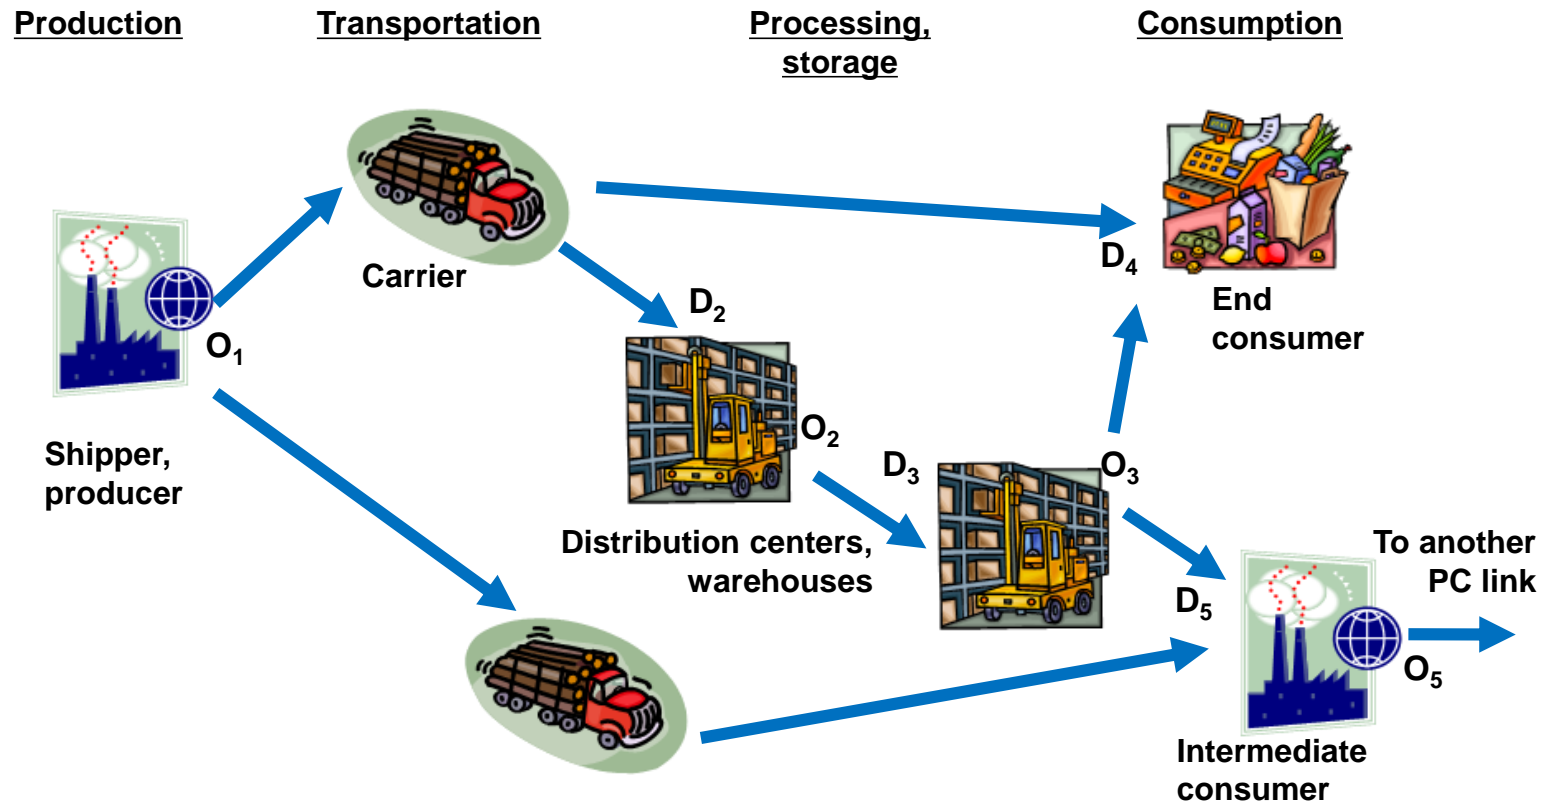 Production
Transportation
Processing,
storage
Consumption
Carrier
D₂
D₄
End
consumer
O₁
Shipper,
producer
O₂
D₃
O₃
Distribution centers,
warehouses
To another
PC link
D₅
O₅
Intermediate
consumer